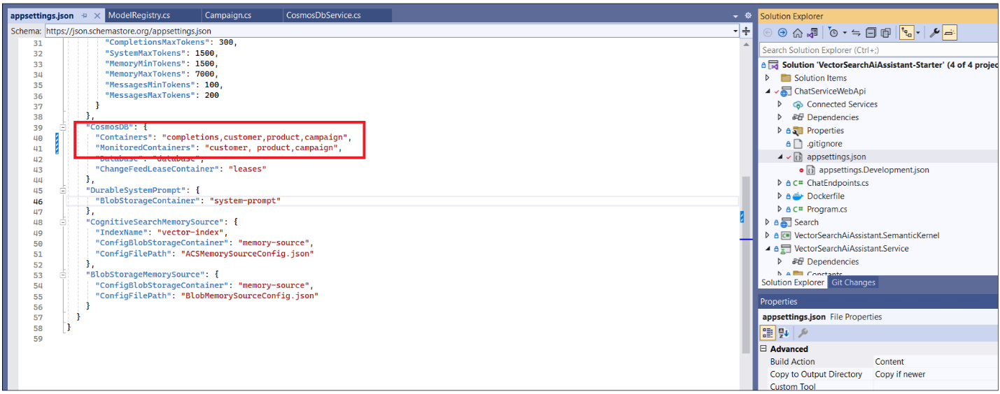 appsettings.json
ModelRegistry.cs
Campaign.cs
CosmosDbService.cs
Schema: https://json.schemastore.org/appsettings.json
31 "CompletionsMaxTokens": 300,
32 "SystemMaxTokens": 1500,
33 "MemoryMinTokens": 1500,
34 "MemoryMaxTokens": 7000,
35 "MessagesMinTokens": 100,
36 "MessagesMaxTokens": 200
37 }
38 },
39 "CosmosDB": {
40 "Containers": "completions,customer,product,campaign",
41 "MonitoredContainers": "customer, product,campaign",
42 "Database": "database",
43 "ChangeFeedLeaseContainer": "leases"
44 },
45 "DurableSystemPrompt": {
46 "BlobStorageContainer": "system-prompt"
47 },
48 "CognitiveSearchMemorySource": {
49 "IndexName": "vector-index",
50 "ConfigBlobStorageContainer": "memory-source",
51 "ConfigFilePath": "ACSMemorySourceConfig.json"
52 },
53 "BlobStorageMemorySource": {
54 "ConfigBlobStorageContainer": "memory-source",
55 "ConfigFilePath": "BlobMemorySourceConfig.json"
56 }
57 }
58 }
59
Solution Explorer
Search Solution Explorer (Ctrl+;)
Solution 'VectorSearchAiAssistant-Starter' (4 of 4 projec
Solution Items
ChatServiceWebApi
Connected Services
Dependencies
Properties
.gitignore
appsettings.json
appsettings.Development.json
C# ChatEndpoints.cs
Dockerfile
C# Program.cs
Search
VectorSearchAiAssistant.SemanticKernel
VectorSearchAiAssistant.Service
Dependencies
Constants
Solution Explorer
Git Changes
Properties
appsettings.json File Properties
Advanced
Build Action Content
Copy to Output Directory Copy if newer
Custom Tool